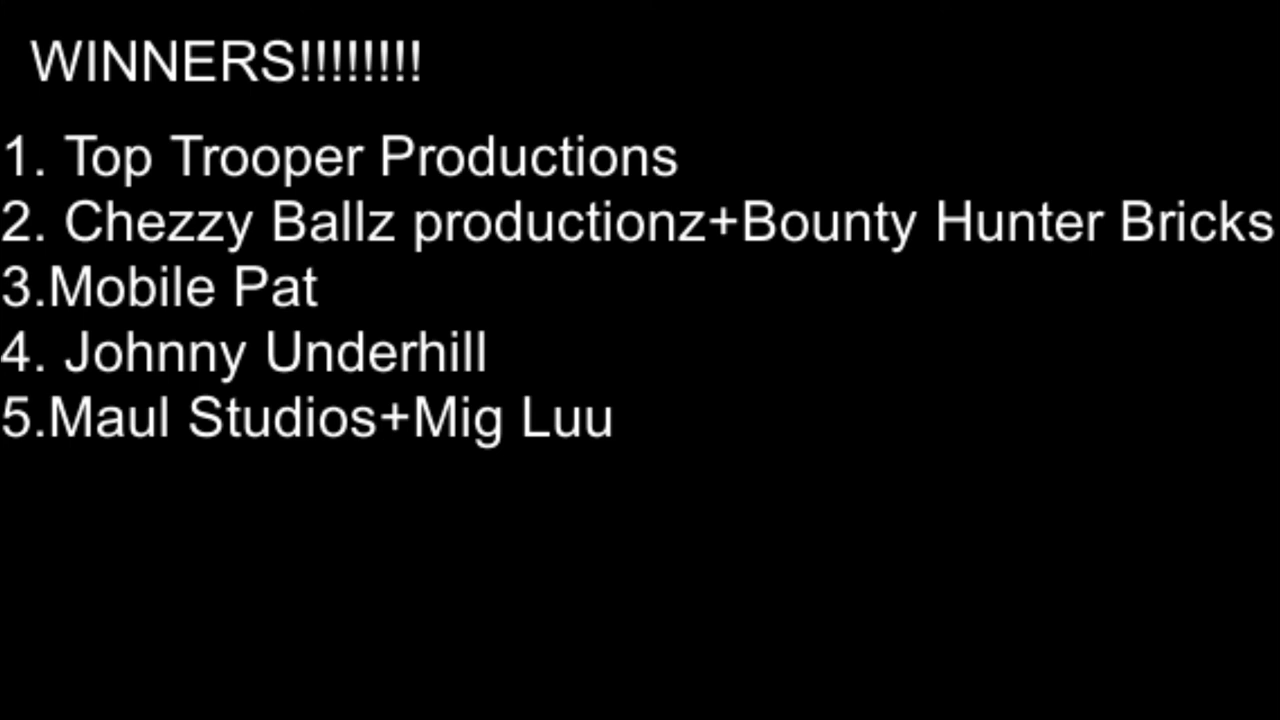 WINNERS!!!!!!!!
1. Top Trooper Productions
2. Chezzy Ballz productionz+Bounty Hunter Bricks
3.Mobile Pat
4. Johnny Underhill
5.Maul Studios+Mig Luu